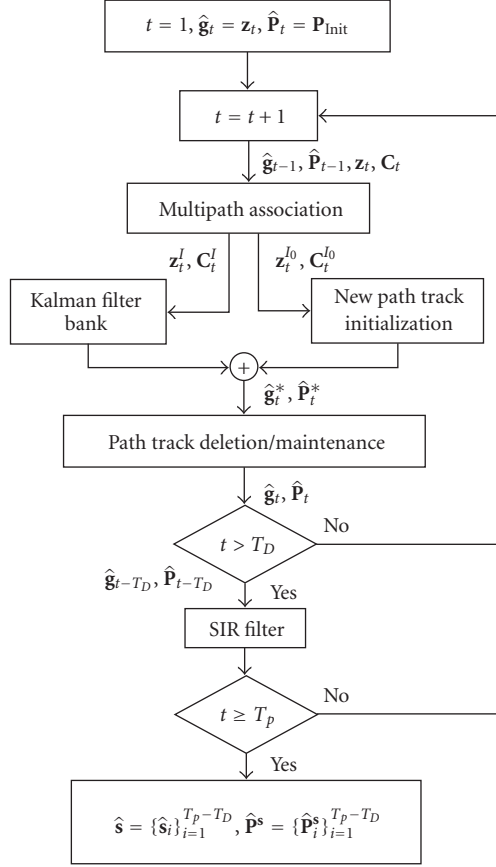 t = 1, ĝ_t = z_t, P̂_t = P_Init
t = t + 1
ĝ_{t−1}, P̂_{t−1}, z_t, C_t
Multipath association
z_t^I, C_t^I
z_t^{I_0}, C_t^{I_0}
Kalman filter
bank
New path track
initialization
+
ĝ_t^*, P̂_t^*
Path track deletion/maintenance
ĝ_t, P̂_t
No
t > T_D
ĝ_{t−T_D}, P̂_{t−T_D}
Yes
SIR filter
No
t ≥ T_p
Yes
ŝ = {ŝ_i}_{i=1}^{T_p−T_D}, P̂^s = {P̂_i^s}_{i=1}^{T_p−T_D}